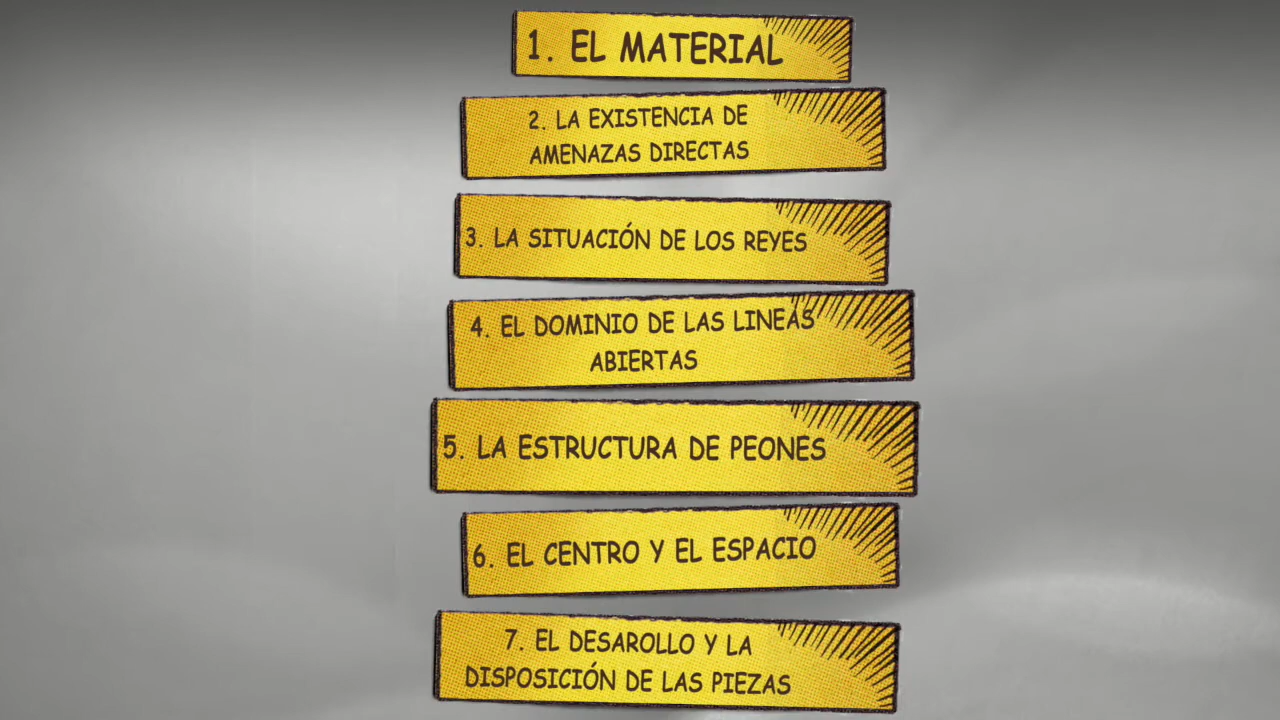 1. EL MATERIAL
2. LA EXISTENCIA DE
AMENAZAS DIRECTAS
3. LA SITUACIÓN DE LOS REYES
4. EL DOMINIO DE LAS LINEAS
ABIERTAS
5. LA ESTRUCTURA DE PEONES
6. EL CENTRO Y EL ESPACIO
7. EL DESAROLLO Y LA
DISPOSICIÓN DE LAS PIEZAS